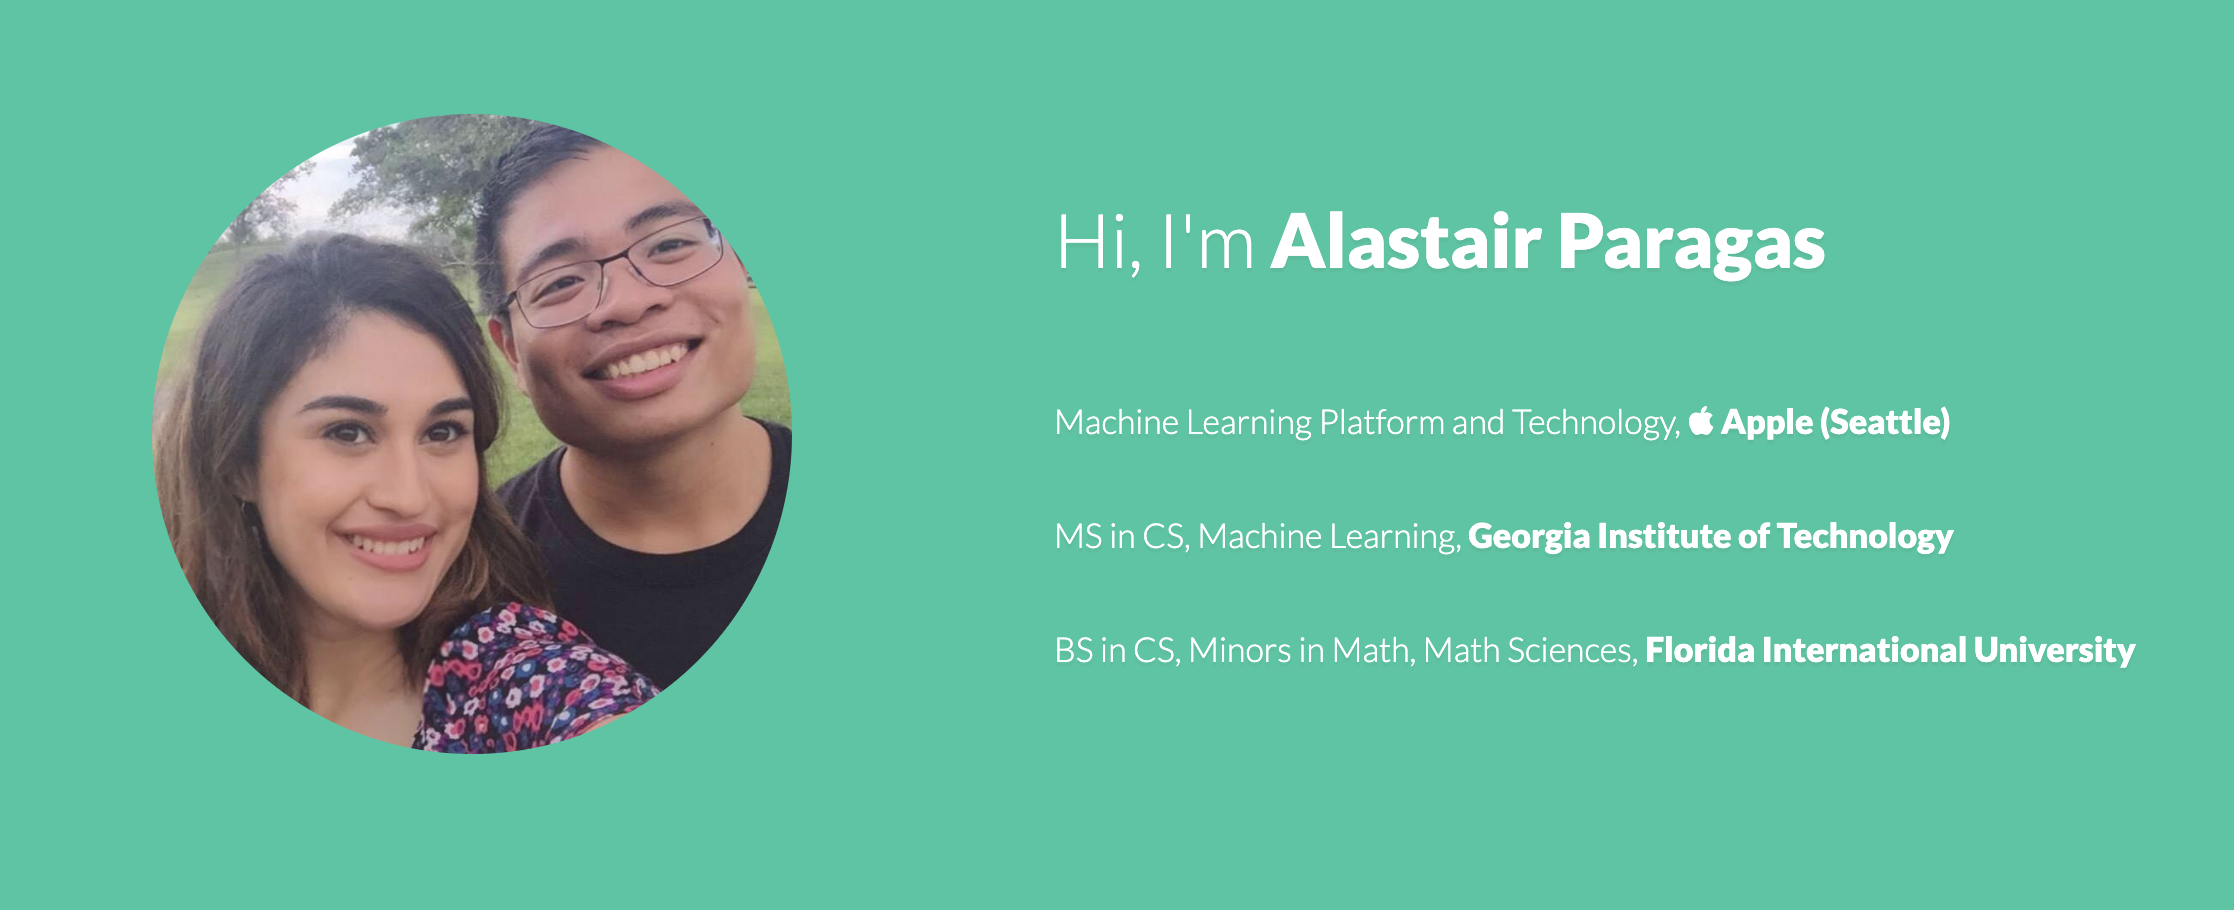 Hi, I'm Alastair Paragas
Machine Learning Platform and Technology, Apple (Seattle)
MS in CS, Machine Learning, Georgia Institute of Technology
BS in CS, Minors in Math, Math Sciences, Florida International University